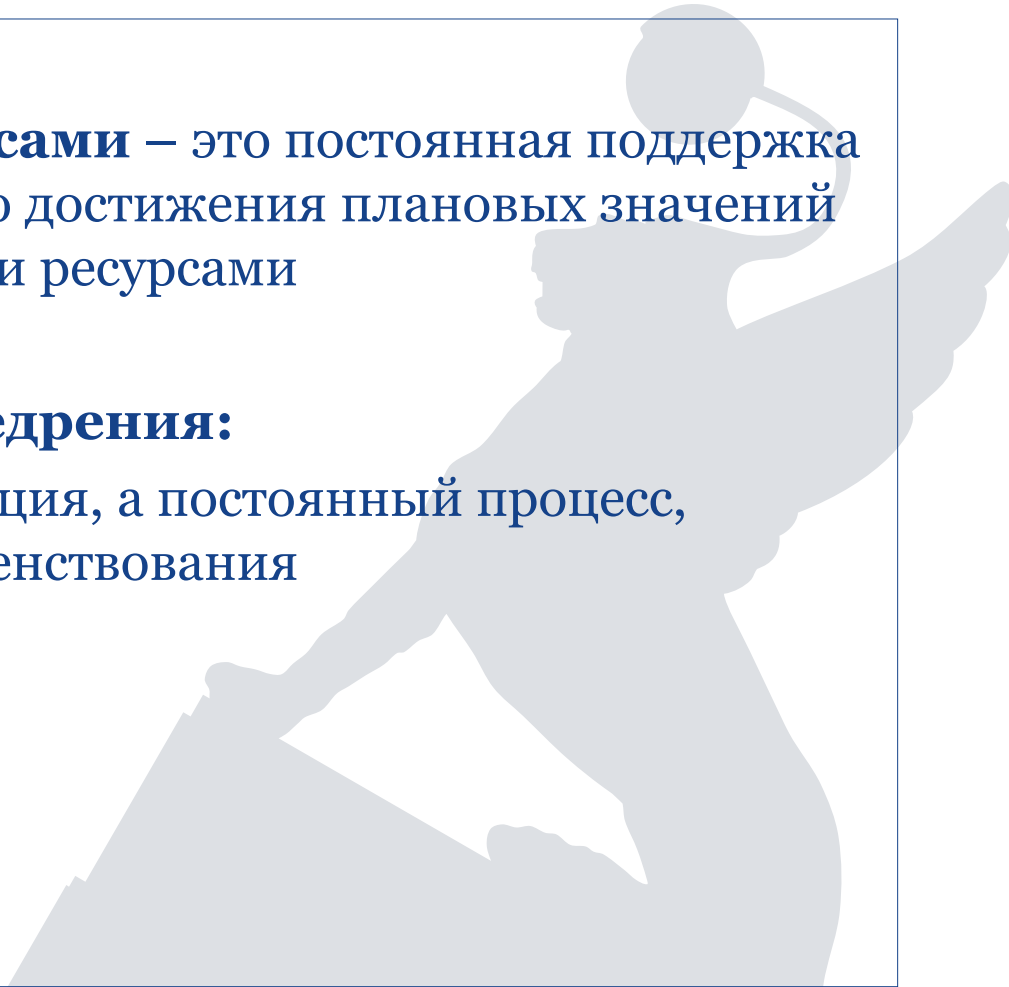 сами – это постоянная поддержка
о достижения плановых значений
и ресурсами
едрения:
ция, а постоянный процесс,
енствования